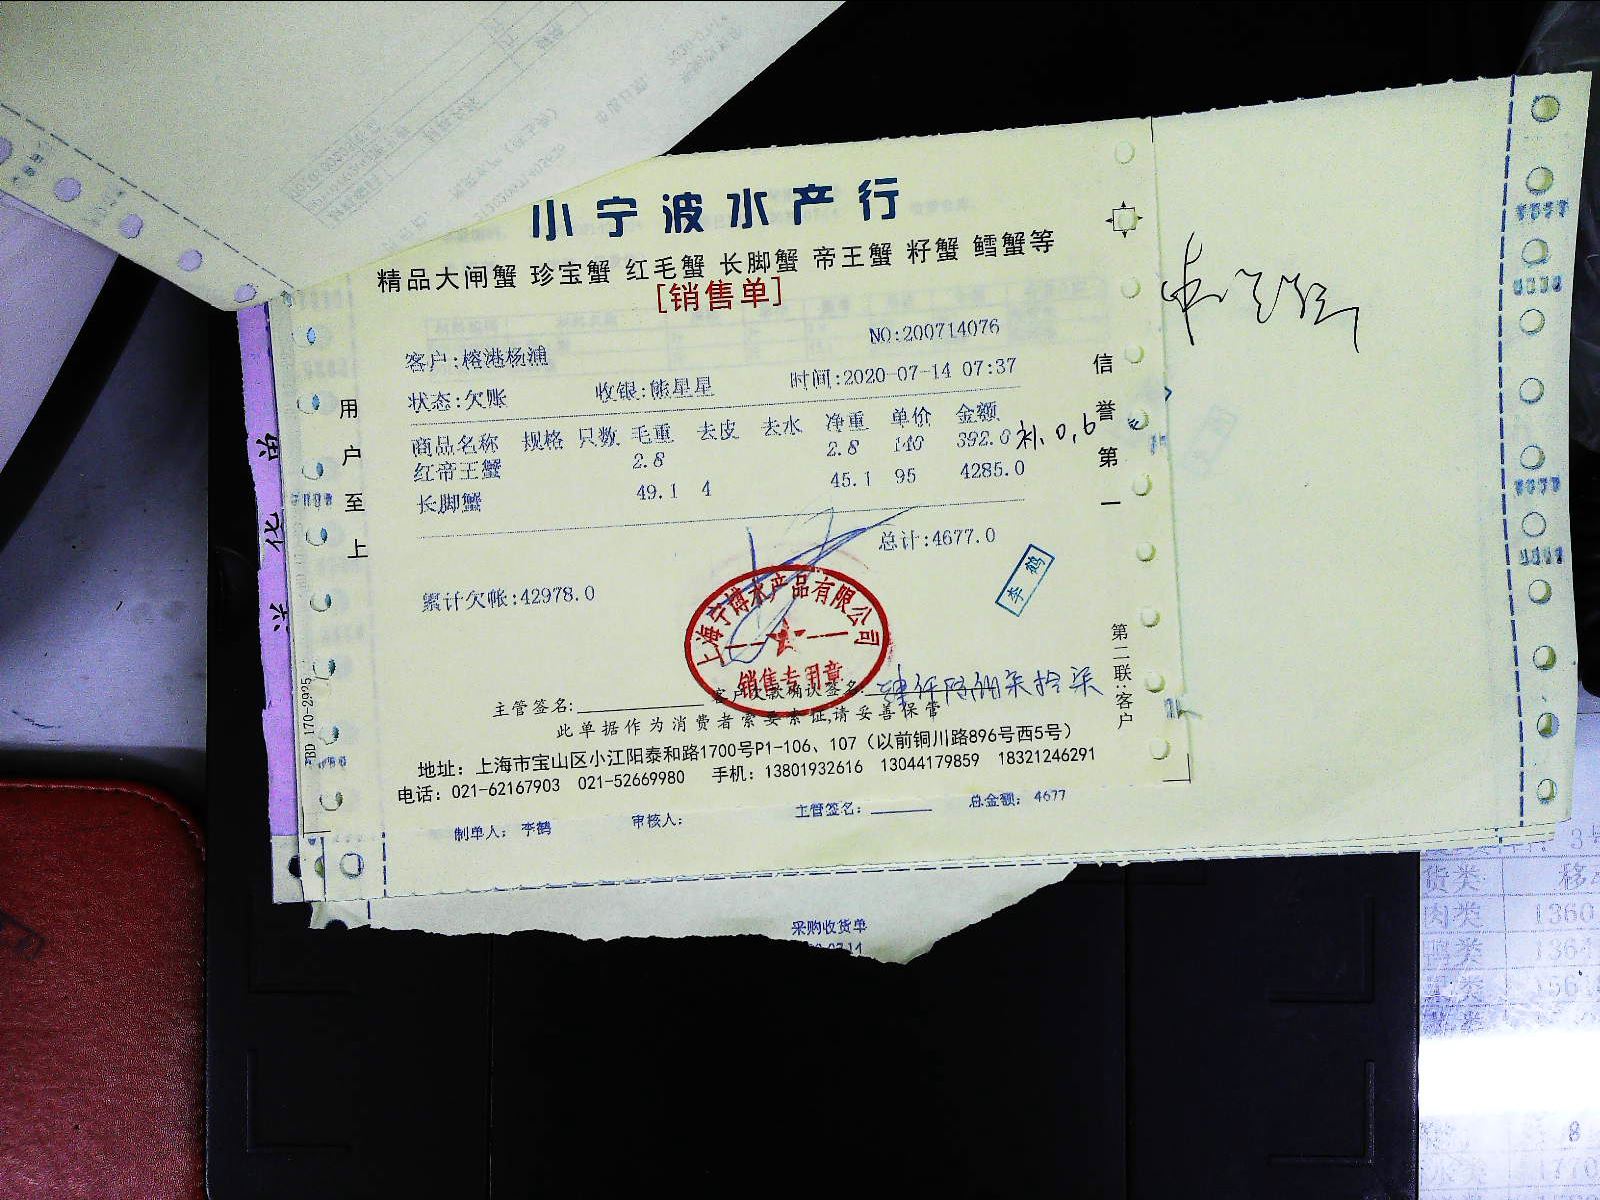 小宁波水产行
精品大闸蟹 珍宝蟹 红毛蟹 长脚蟹 帝王蟹 籽蟹 鳕蟹等
[销售单]
NO:200714076
客户:榕港杨浦
状态:欠账 收银:熊星星 时间:2020-07-14 07:37
商品名称 规格 只数 毛重 去皮 去水 净重 单价 金额
红帝王蟹 2.8 2.8 140 392.0 补.0,6
长脚蟹 49.1 4 45.1 95 4285.0
总计:4677.0
累计欠帐:42978.0
李鹤
上海宁博水产品有限公司
销售专用章
主管签名: 客户欠款确认签名:
此单据作为消费者索要索证,请妥善保管
地址: 上海市宝山区小江阳泰和路1700号P1-106、107 (以前铜川路896号西5号)
电话: 021-62167903 021-52669980 手机: 13801932616 13044179859 18321246291
制单人: 李鹤 审核人: 主管签名: 总金额: 4677
用户至上
信誉第一
第二联:客户
采购收货单
货类
肉类 1360
1364
水类 1770
8